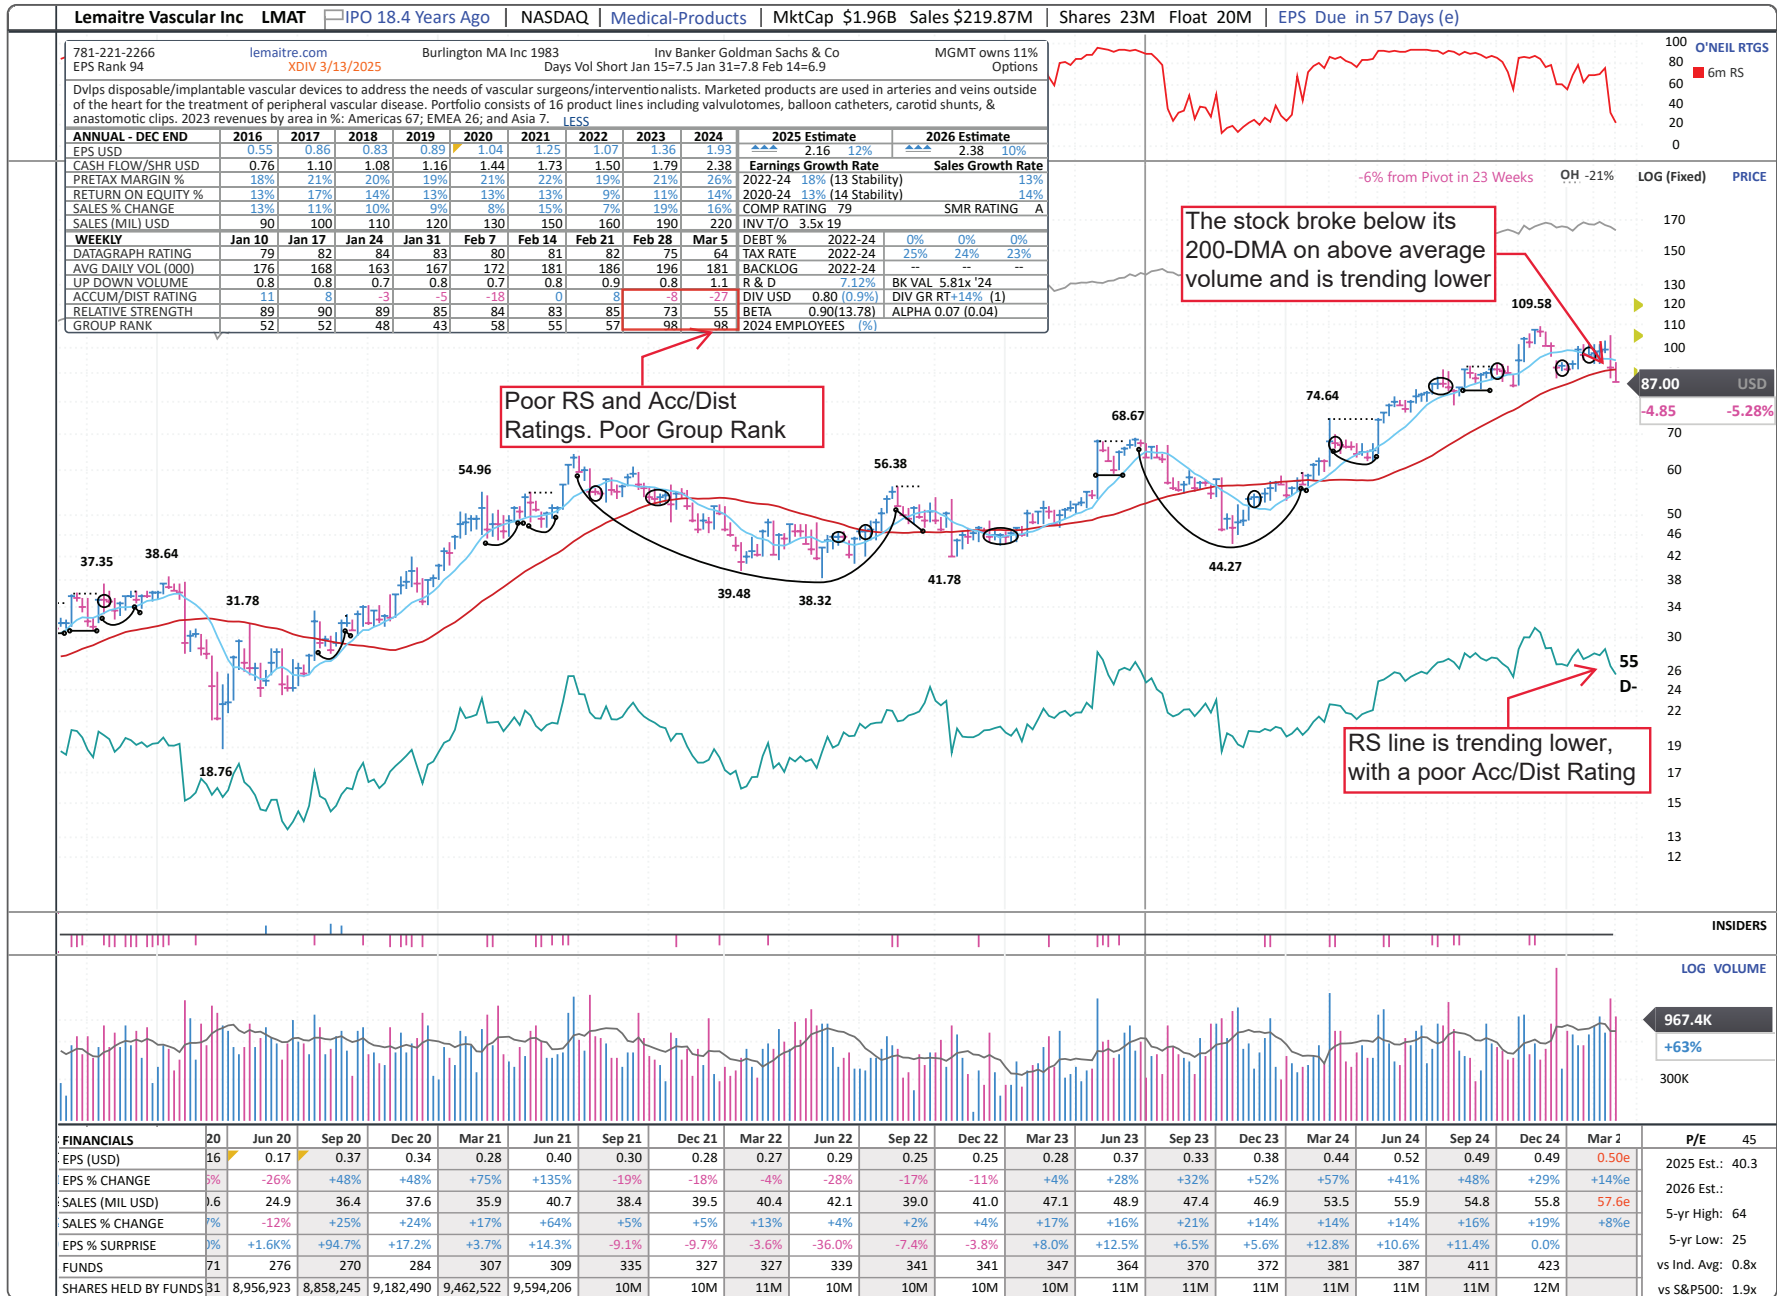 Lemaitre Vascular Inc LMAT IPO 18.4 Years Ago NASDAQ Medical-Products MktCap $1.96B Sales $219.87M Shares 23M Float 20M EPS Due in 57 Days (e)
781-221-2266 lemaitre.com Burlington MA Inc 1983 Inv Banker Goldman Sachs & Co MGMT owns 11%
EPS Rank 94 XDIV 3/13/2025 Days Vol Short Jan 15=7.5 Jan 31=7.8 Feb 14=6.9 Options
Dvlps disposable/implantable vascular devices to address the needs of vascular surgeons/interventionalists. Marketed products are used in arteries and veins outside
of the heart for the treatment of peripheral vascular disease. Portfolio consists of 16 product lines including valvulotomes, balloon catheters, carotid shunts, &
anastomotic clips. 2023 revenues by area in %: Americas 67; EMEA 26; and Asia 7. LESS
ANNUAL - DEC END 2016 2017 2018 2019 2020 2021 2022 2023 2024 2025 Estimate 2026 Estimate
EPS USD 0.55 0.86 0.83 0.89 1.04 1.25 1.07 1.36 1.93 2.16 12% 2.38 10%
CASH FLOW/SHR USD 0.76 1.10 1.08 1.16 1.44 1.73 1.50 1.79 2.38 Earnings Growth Rate Sales Growth Rate
PRETAX MARGIN % 18% 21% 20% 19% 21% 22% 19% 21% 26% 2022-24 18% (13 Stability) 13%
RETURN ON EQUITY % 13% 17% 14% 13% 13% 13% 9% 11% 14% 2020-24 13% (14 Stability) 14%
SALES % CHANGE 13% 11% 10% 9% 8% 15% 7% 19% 16% COMP RATING 79 SMR RATING A
SALES (MIL) USD 90 100 110 120 130 150 160 190 220 INV T/O 3.5x 19
WEEKLY Jan 10 Jan 17 Jan 24 Jan 31 Feb 7 Feb 14 Feb 21 Feb 28 Mar 5 DEBT % 2022-24 0% 0% 0%
DATAGRAPH RATING 79 82 84 83 80 81 82 75 64 TAX RATE 2022-24 25% 24% 23%
AVG DAILY VOL (000) 176 168 163 167 172 181 186 196 181 BACKLOG 2022-24 -- -- --
UP DOWN VOLUME 0.8 0.8 0.7 0.8 0.7 0.8 0.9 0.8 1.1 R & D 7.12% BK VAL 5.81x '24
ACCUM/DIST RATING 11 8 -3 -5 -18 0 8 -8 -27 DIV USD 0.80 (0.9%) DIV GR RT +14% (1)
RELATIVE STRENGTH 89 90 89 85 84 83 85 73 55 BETA 0.90(13.78) ALPHA 0.07 (0.04)
GROUP RANK 52 52 48 43 58 55 57 98 98 2024 EMPLOYEES (%)
100 O'NEIL RTGS
80 6m RS
60
40
20
0
-6% from Pivot in 23 Weeks OH -21% LOG (Fixed) PRICE
The stock broke below its
200-DMA on above average
volume and is trending lower
170
150
130
120
110
100
87.00 USD
-4.85 -5.28%
70
60
50
46
42
38
34
30
26
24
22
19
17
15
13
12
109.58
Poor RS and Acc/Dist
Ratings. Poor Group Rank
74.64
68.67
54.96
56.38
37.35
38.64
31.78
39.48
38.32
41.78
44.27
18.76
55
D-
RS line is trending lower,
with a poor Acc/Dist Rating
INSIDERS
LOG VOLUME
967.4K
+63%
300K
FINANCIALS 20 Jun 20 Sep 20 Dec 20 Mar 21 Jun 21 Sep 21 Dec 21 Mar 22 Jun 22 Sep 22 Dec 22 Mar 23 Jun 23 Sep 23 Dec 23 Mar 24 Jun 24 Sep 24 Dec 24 Mar 2
EPS (USD) 16 0.17 0.37 0.34 0.28 0.40 0.30 0.28 0.27 0.29 0.25 0.25 0.28 0.37 0.33 0.38 0.44 0.52 0.49 0.49 0.50e
EPS % CHANGE % -26% +48% +48% +75% +135% -19% -18% -4% -28% -17% -11% +4% +28% +32% +52% +57% +41% +48% +29% +14%e
SALES (MIL USD) 0.6 24.9 36.4 37.6 35.9 40.7 38.4 39.5 40.4 42.1 39.0 41.0 47.1 48.9 47.4 46.9 53.5 55.9 54.8 55.8 57.6e
SALES % CHANGE 7% -12% +25% +24% +17% +64% +5% +5% +13% +4% +2% +4% +17% +16% +21% +14% +14% +14% +16% +19% +8%e
EPS % SURPRISE % +1.6K% +94.7% +17.2% +3.7% +14.3% -9.1% -9.7% -3.6% -36.0% -7.4% -3.8% +8.0% +12.5% +6.5% +5.6% +12.8% +10.6% +11.4% 0.0%
FUNDS 71 276 270 284 307 309 335 327 327 339 341 341 347 364 370 372 381 387 411 423
SHARES HELD BY FUNDS 31 8,956,923 8,858,245 9,182,490 9,462,522 9,594,206 10M 10M 11M 10M 10M 10M 10M 11M 11M 11M 11M 11M 11M 12M
P/E 45
2025 Est.: 40.3
2026 Est.:
5-yr High: 64
5-yr Low: 25
vs Ind. Avg: 0.8x
vs S&P500: 1.9x